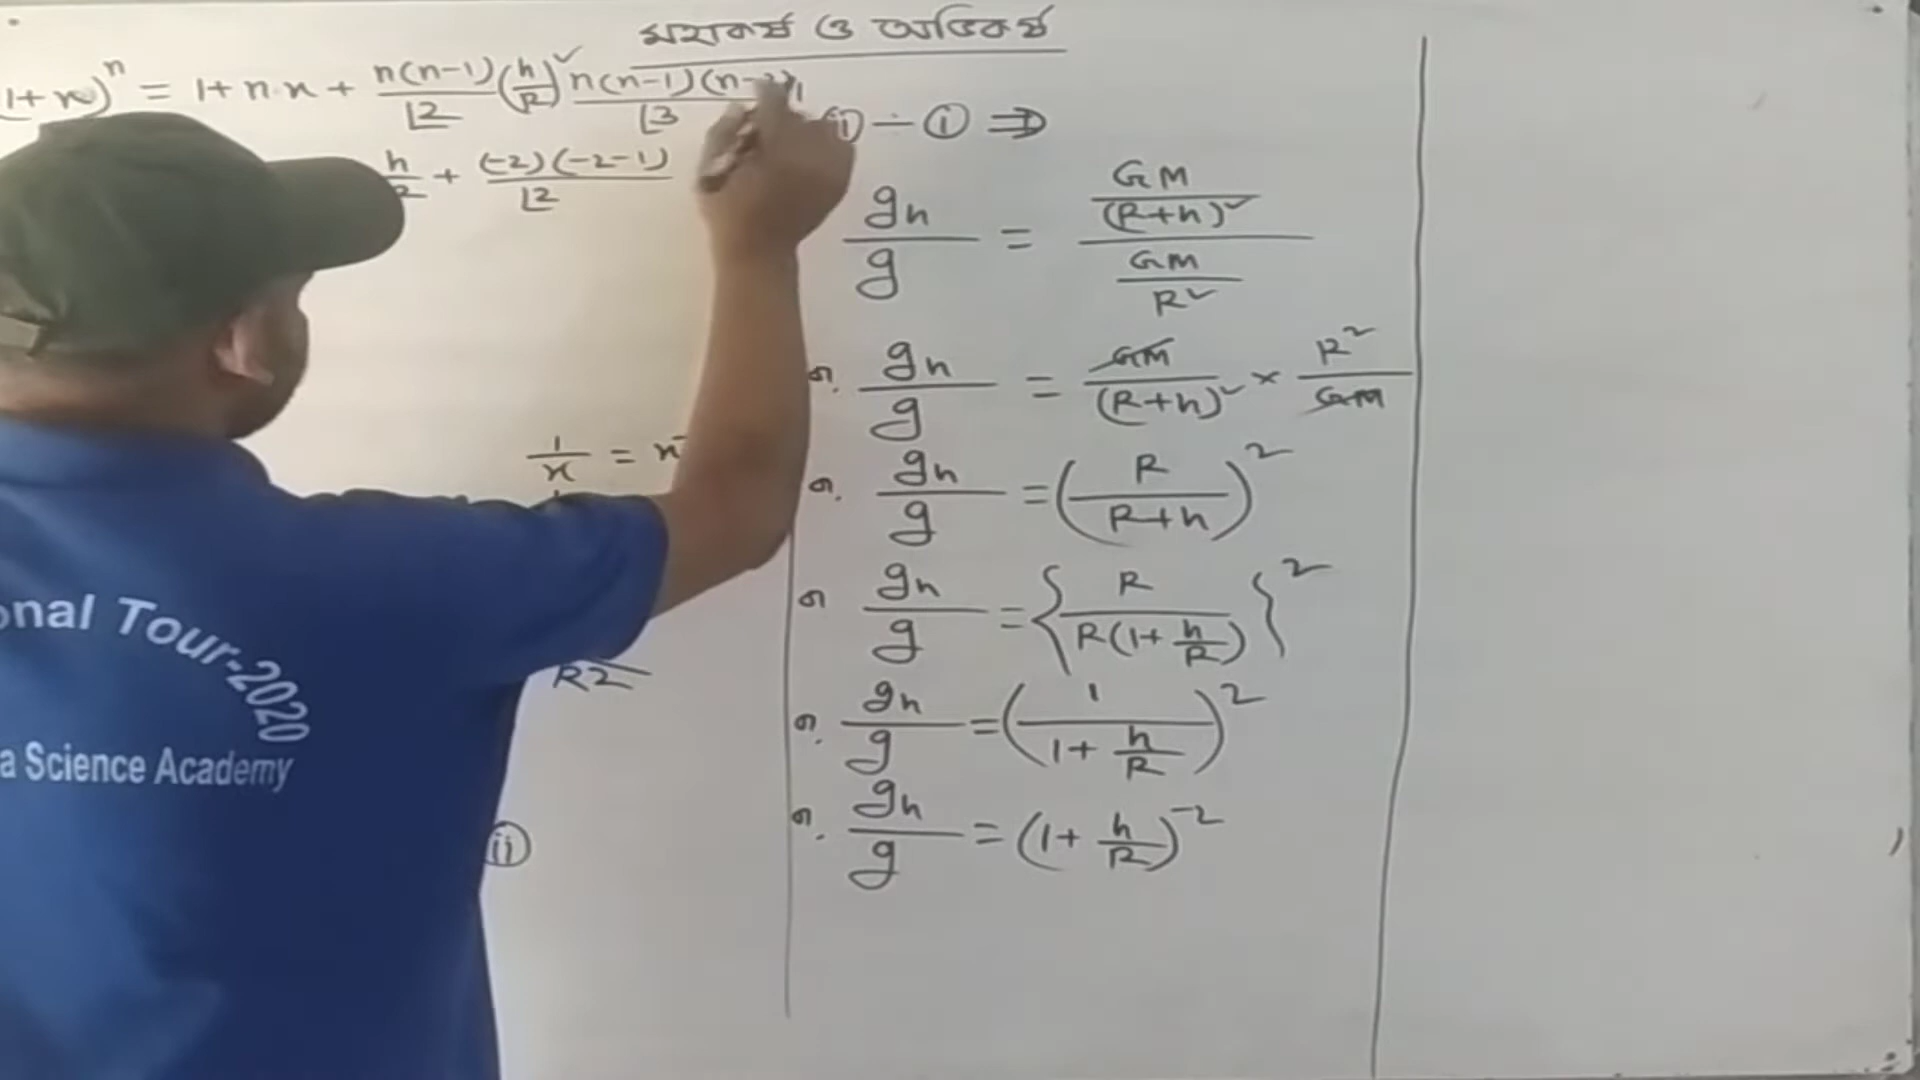 মহাকর্ষ ও অভিকর্ষ
1+x)^n = 1+n.x + n(n-1)/⌊2 (h/R)² n(n-1)(n-2)/⌊3
h/R + (-2)(-2-1)/⌊2
1/x = x⁻
R2
ii
÷ ① ⇒
gh/g = (GM/(R+h)²)/(GM/R²)
বা. gh/g = GM/(R+h)² × R²/GM
বা. gh/g = (R/(R+h))²
বা gh/g = {R/(R(1+h/R))}²
বা. gh/g = (1/(1+h/R))²
বা. gh/g = (1+h/R)⁻²
onal Tour-2020
a Science Academy